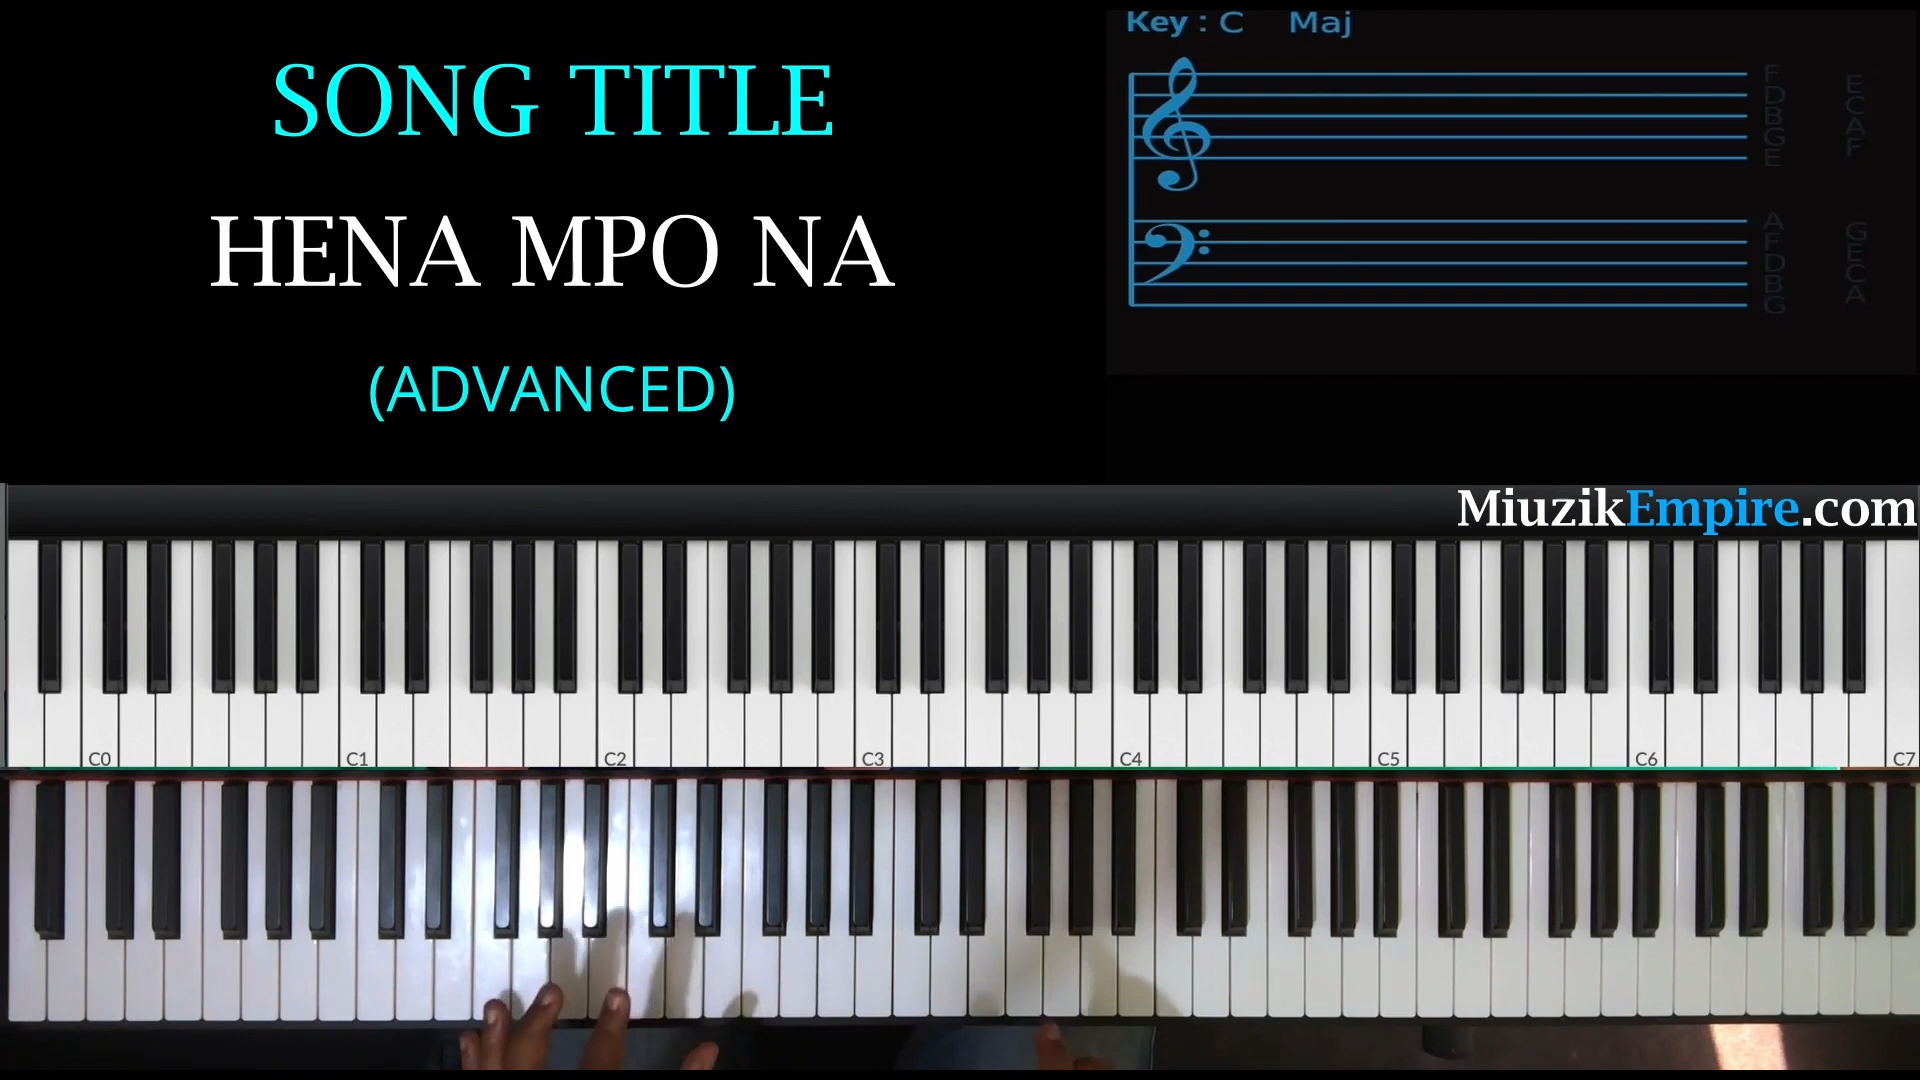 SONG TITLE
HENA MPO NA
(ADVANCED)
Key : C Maj
F
D
B
G
E
E
C
A
F
A
F
D
B
G
G
E
C
A
MiuzikEmpire.com
C0 C1 C2 C3 C4 C5 C6 C7